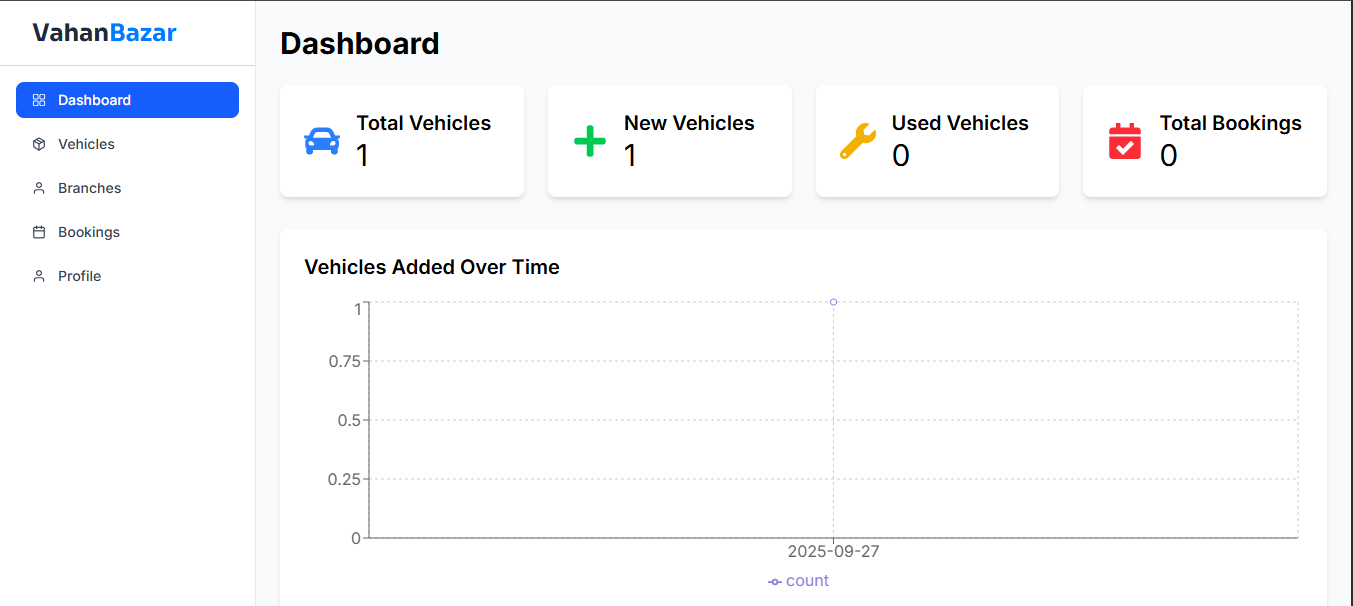 VahanBazar
Dashboard
Vehicles
Branches
Bookings
Profile
Dashboard
Total Vehicles
1
New Vehicles
1
Used Vehicles
0
Total Bookings
0
Vehicles Added Over Time
1
0.75
0.5
0.25
0
2025-09-27
count